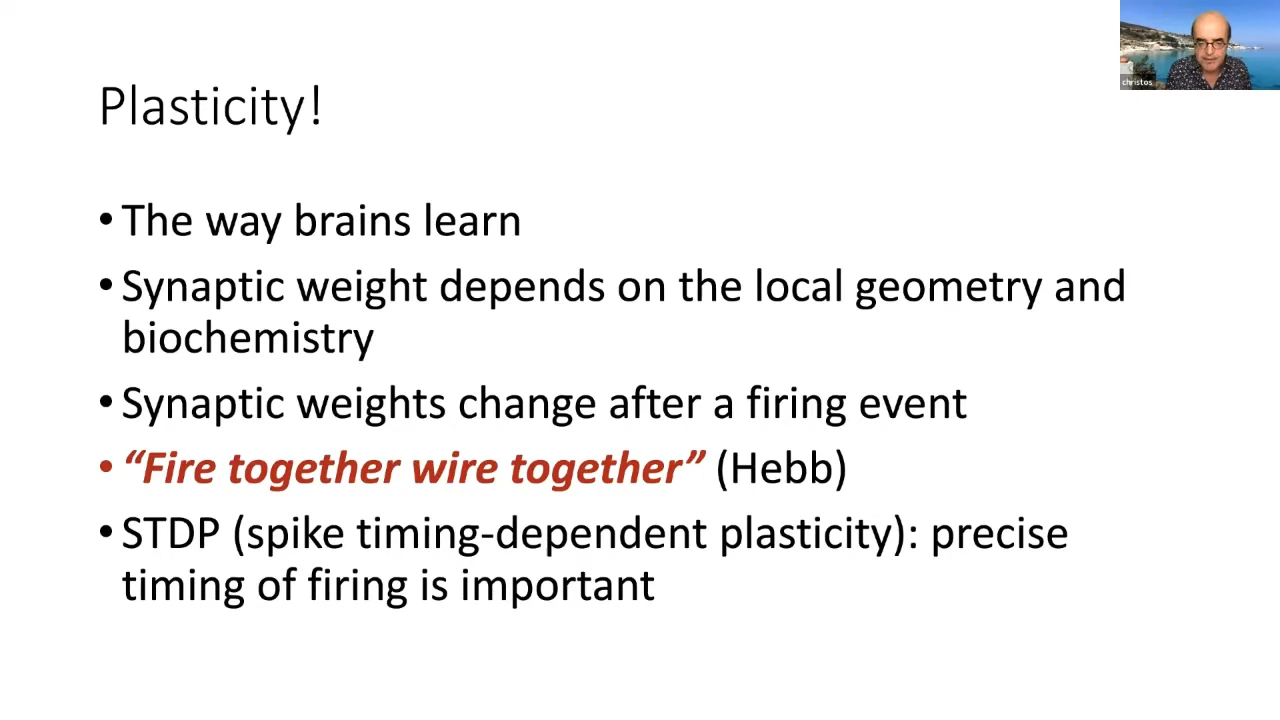 christos
Plasticity!
•The way brains learn
•Synaptic weight depends on the local geometry and
biochemistry
•Synaptic weights change after a firing event
•“Fire together wire together” (Hebb)
•STDP (spike timing-dependent plasticity): precise
timing of firing is important